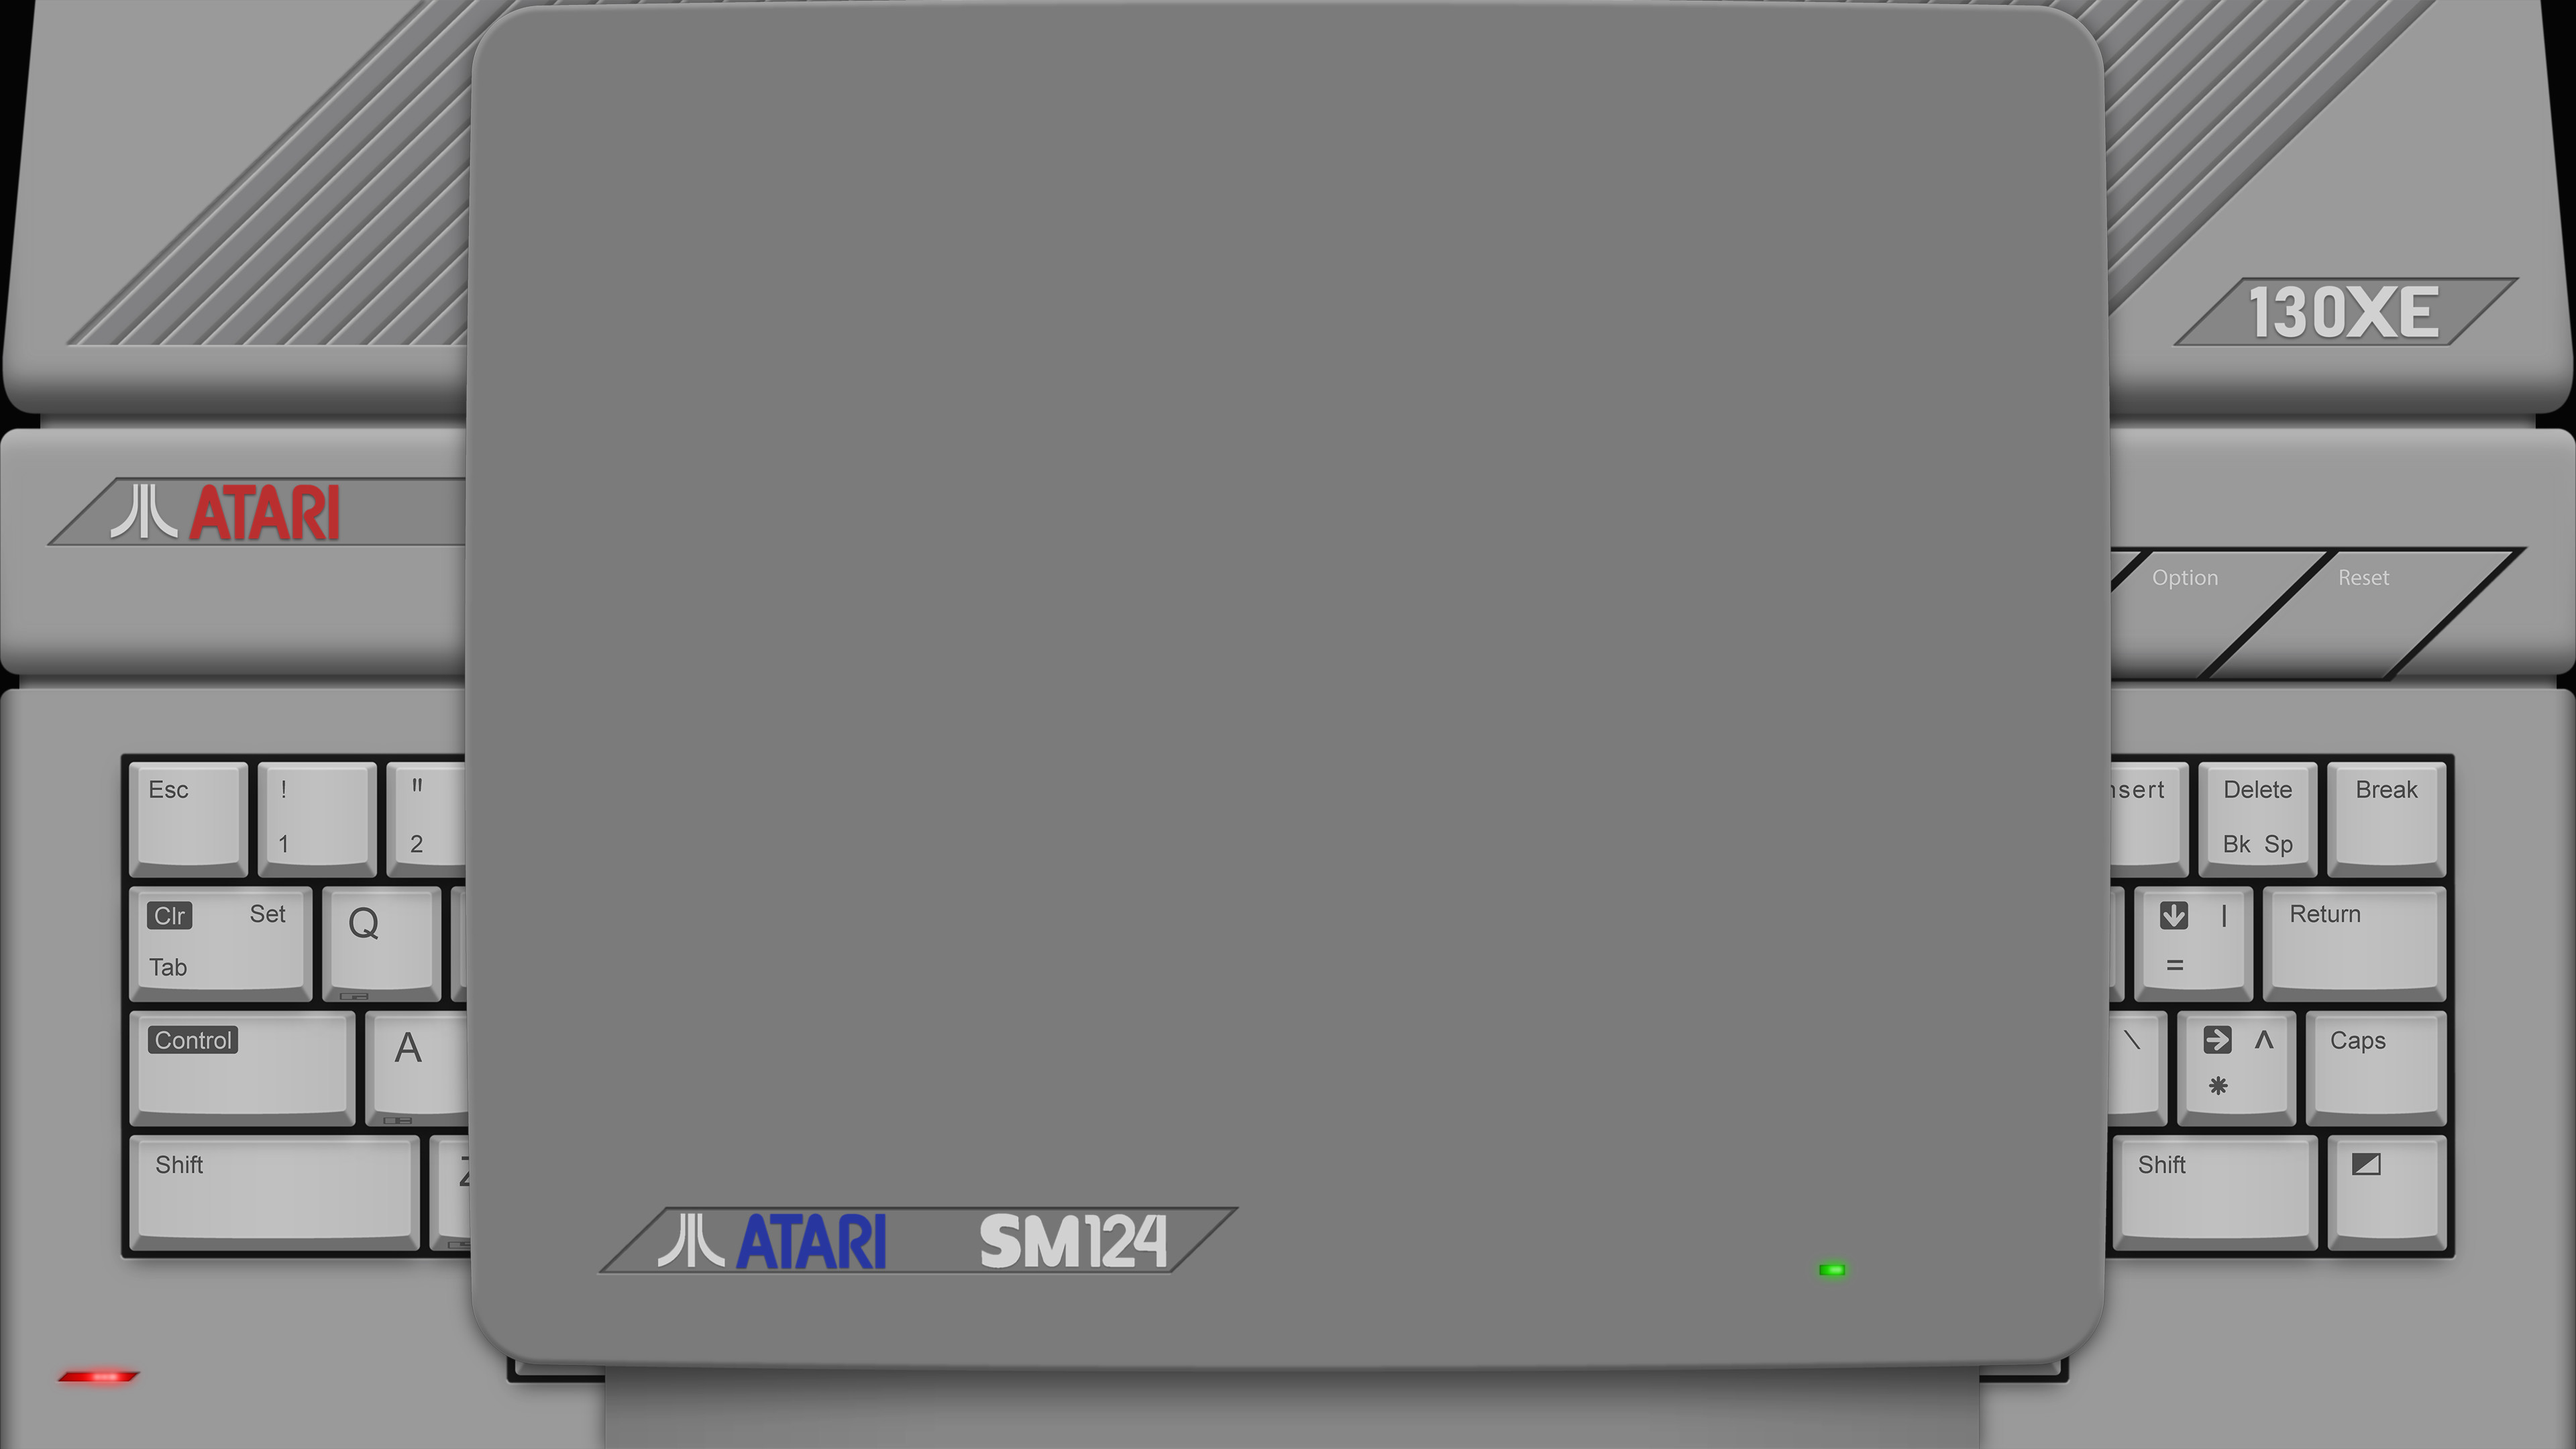 130XE
ATARI
Option
Reset
Esc
!
1
"
2
nsert
Delete
Bk Sp
Break
Clr
Set
Tab
Q
|
=
Return
Control
A
\
^
*
Caps
Shift
Z
Shift
ATARI SM124